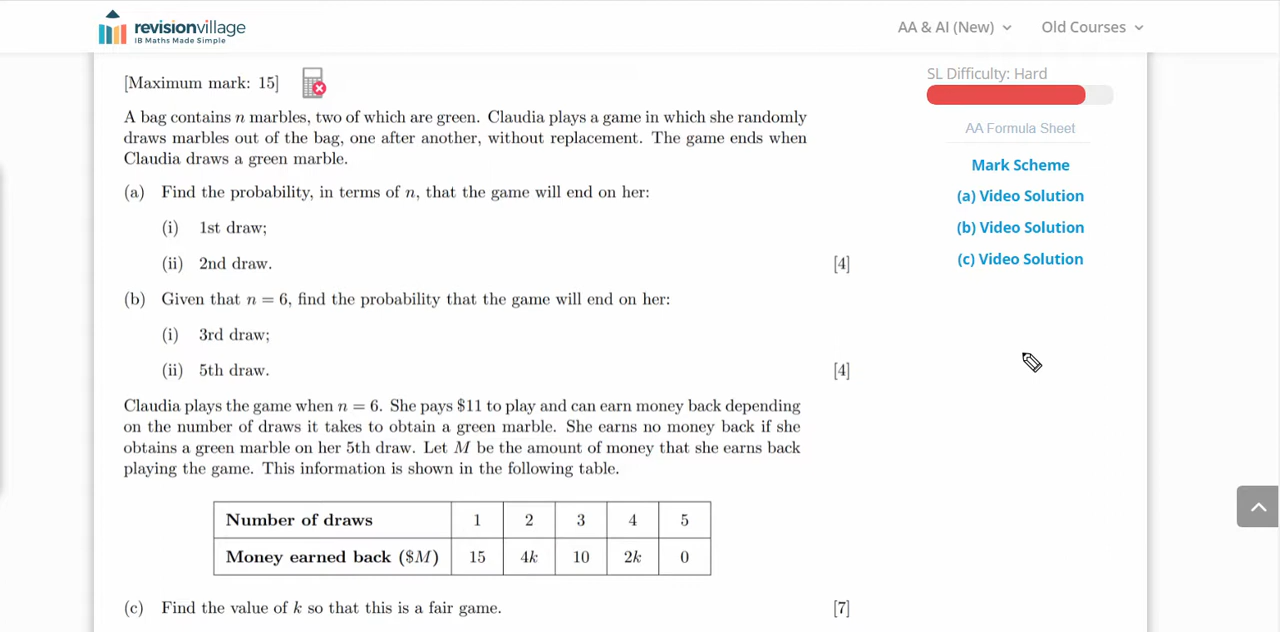 revisionvillage
IB Maths Made Simple
AA & AI (New)
Old Courses
[Maximum mark: 15]
SL Difficulty: Hard
A bag contains n marbles, two of which are green. Claudia plays a game in which she randomly
draws marbles out of the bag, one after another, without replacement. The game ends when
Claudia draws a green marble.
AA Formula Sheet
Mark Scheme
(a) Video Solution
(b) Video Solution
(c) Video Solution
(a) Find the probability, in terms of n, that the game will end on her:
(i) 1st draw;
(ii) 2nd draw. [4]
(b) Given that n = 6, find the probability that the game will end on her:
(i) 3rd draw;
(ii) 5th draw. [4]
Claudia plays the game when n = 6. She pays $11 to play and can earn money back depending
on the number of draws it takes to obtain a green marble. She earns no money back if she
obtains a green marble on her 5th draw. Let M be the amount of money that she earns back
playing the game. This information is shown in the following table.
Number of draws 1 2 3 4 5
Money earned back ($M) 15 4k 10 2k 0
(c) Find the value of k so that this is a fair game. [7]